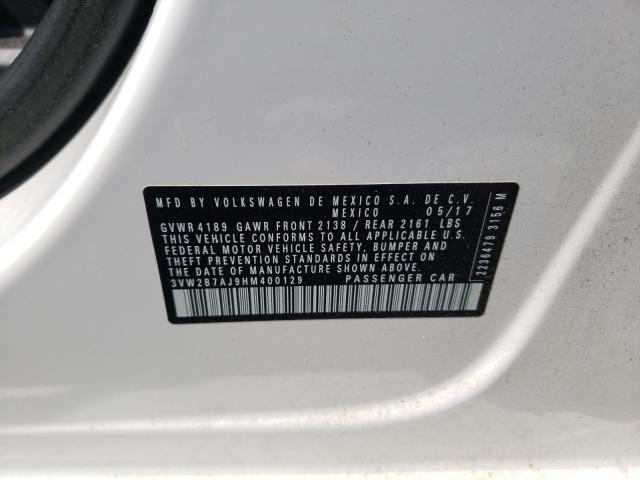 MFD BY VOLKSWAGEN DE MEXICO S.A. DE C.V.
MEXICO 05/17
GVWR 4189 GAWR FRONT 2138 / REAR 2161 LBS
THIS VEHICLE CONFORMS TO ALL APPLICABLE U.S.
FEDERAL MOTOR VEHICLE SAFETY, BUMPER AND
THEFT PREVENTION STANDARDS IN EFFECT ON THE
DATE OF MANUFACTURE SHOWN ABOVE.
3VW2B7AJ9HM400129 PASSENGER CAR
2236479 3156 M